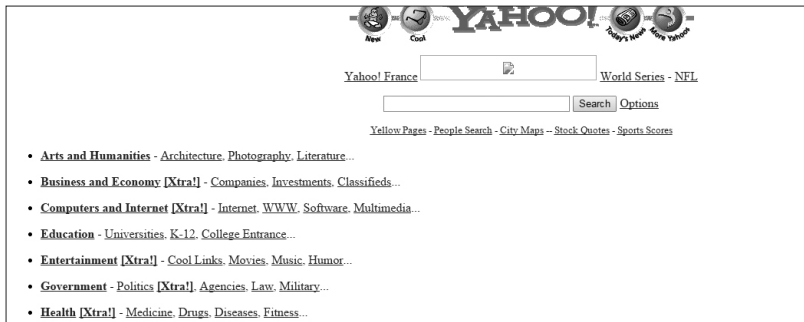 New Cool YAHOO! Today's News More Yahoos
Yahoo! France World Series - NFL
Search Options
Yellow Pages - People Search - City Maps -- Stock Quotes - Sports Scores
• Arts and Humanities - Architecture, Photography, Literature...
• Business and Economy [Xtra!] - Companies, Investments, Classifieds...
• Computers and Internet [Xtra!] - Internet, WWW, Software, Multimedia...
• Education - Universities, K-12, College Entrance...
• Entertainment [Xtra!] - Cool Links, Movies, Music, Humor...
• Government - Politics [Xtra!], Agencies, Law, Military...
• Health [Xtra!] - Medicine, Drugs, Diseases, Fitness...